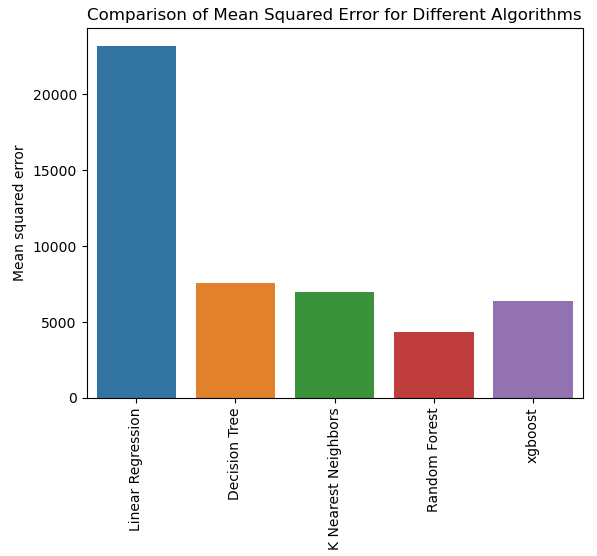 Comparison of Mean Squared Error for Different Algorithms
Mean squared error
20000
15000
10000
5000
0
Linear Regression
Decision Tree
K Nearest Neighbors
Random Forest
xgboost